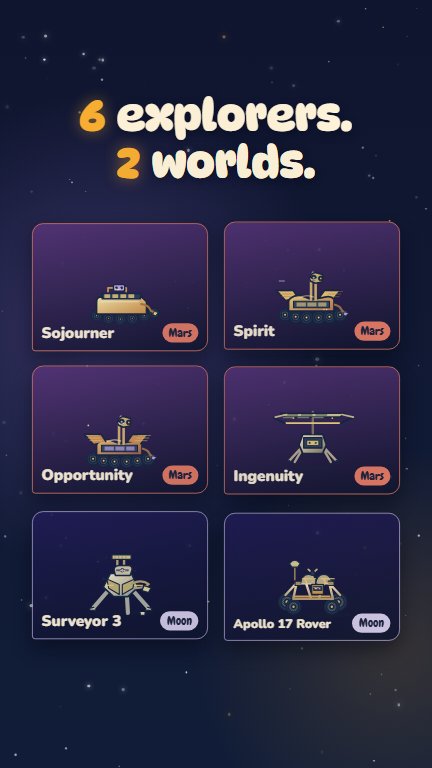 6 explorers.
2 worlds.
Sojourner
Mars
Spirit
Mars
Opportunity
Mars
Ingenuity
Mars
Surveyor 3
Moon
Apollo 17 Rover
Moon